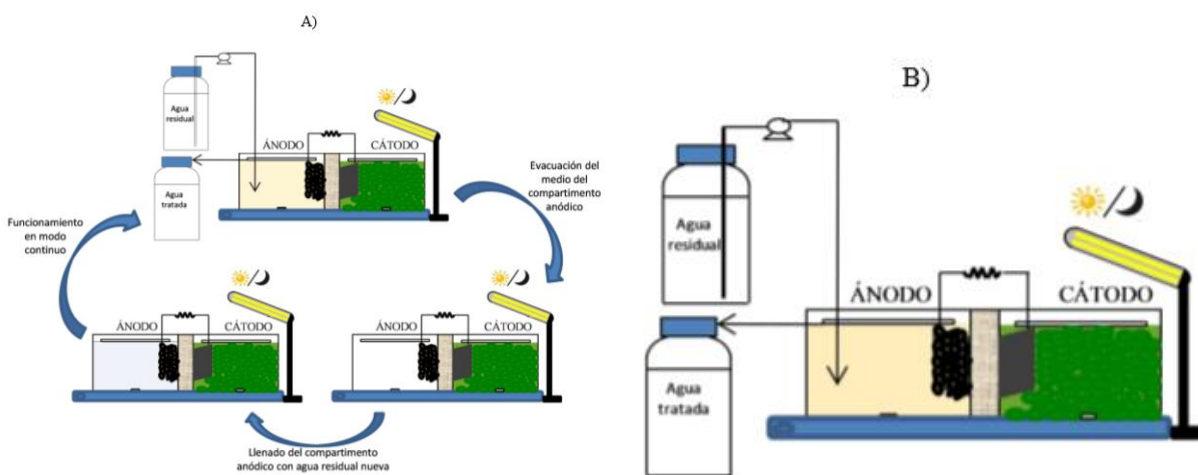 A)
Agua
residual
ÁNODO
CÁTODO
Agua
tratada
Evacuación del
medio del
compartimento
anódico
Funcionamiento
en modo
continuo
ÁNODO
CÁTODO
ÁNODO
CÁTODO
Llenado del compartimento
anódico con agua residual nueva
B)
Agua
residual
ÁNODO
CÁTODO
Agua
tratada